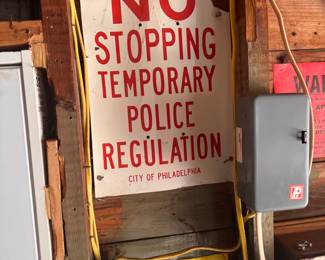 NO
STOPPING
TEMPORARY
POLICE
REGULATION
CITY OF PHILADELPHIA